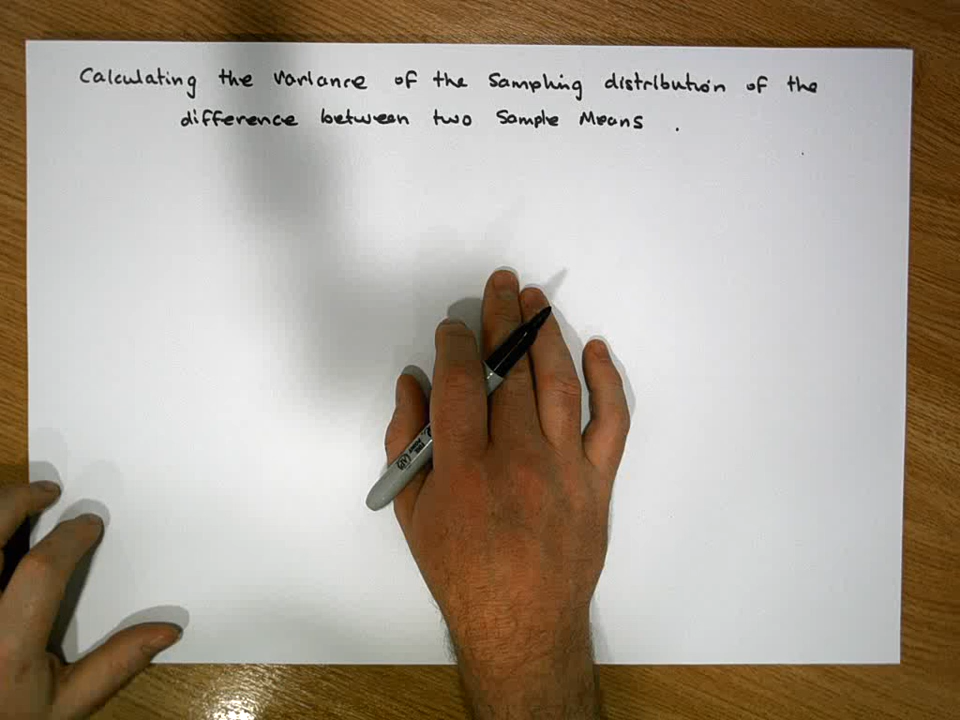 Calculating the variance of the sampling distribution of the
difference between two sample means .